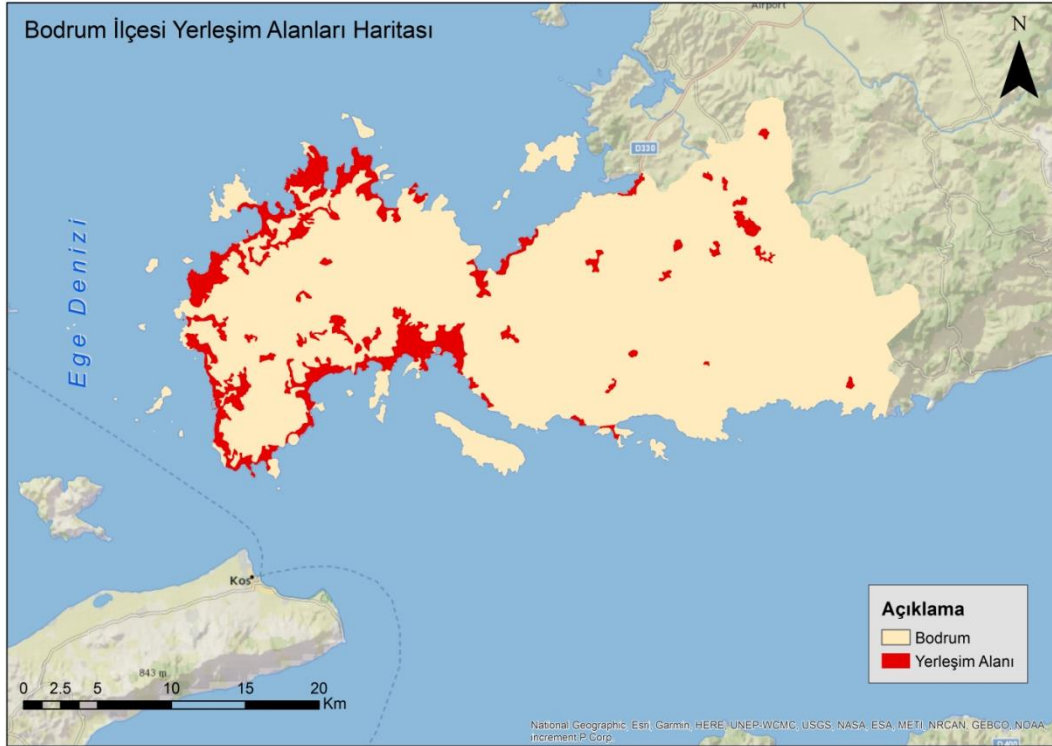 Airport
Bodrum İlçesi Yerleşim Alanları Haritası
N
D330
Ege Denizi
Kos
843 m
Açıklama
Bodrum
Yerleşim Alanı
0 2.5 5 10 15 20
Km
National Geographic, Esri, Garmin, HERE, UNEP-WCMC, USGS, NASA, ESA, METI, NRCAN, GEBCO, NOAA,
increment P Corp.
D400